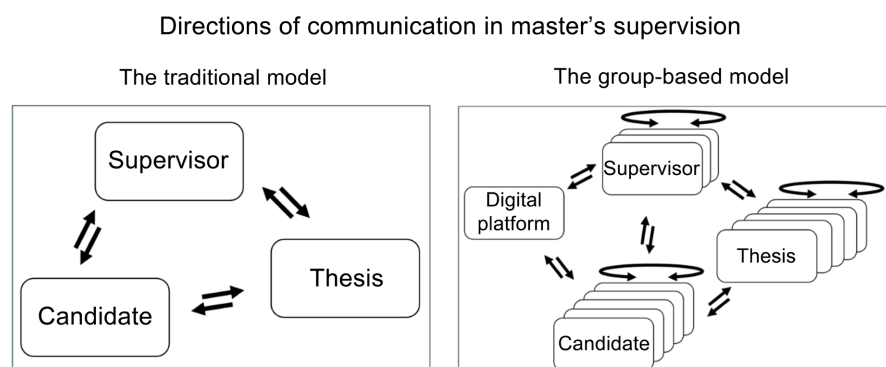 Directions of communication in master’s supervision
The traditional model
Supervisor
Thesis
Candidate
The group-based model
Supervisor
Digital
platform
Thesis
Candidate